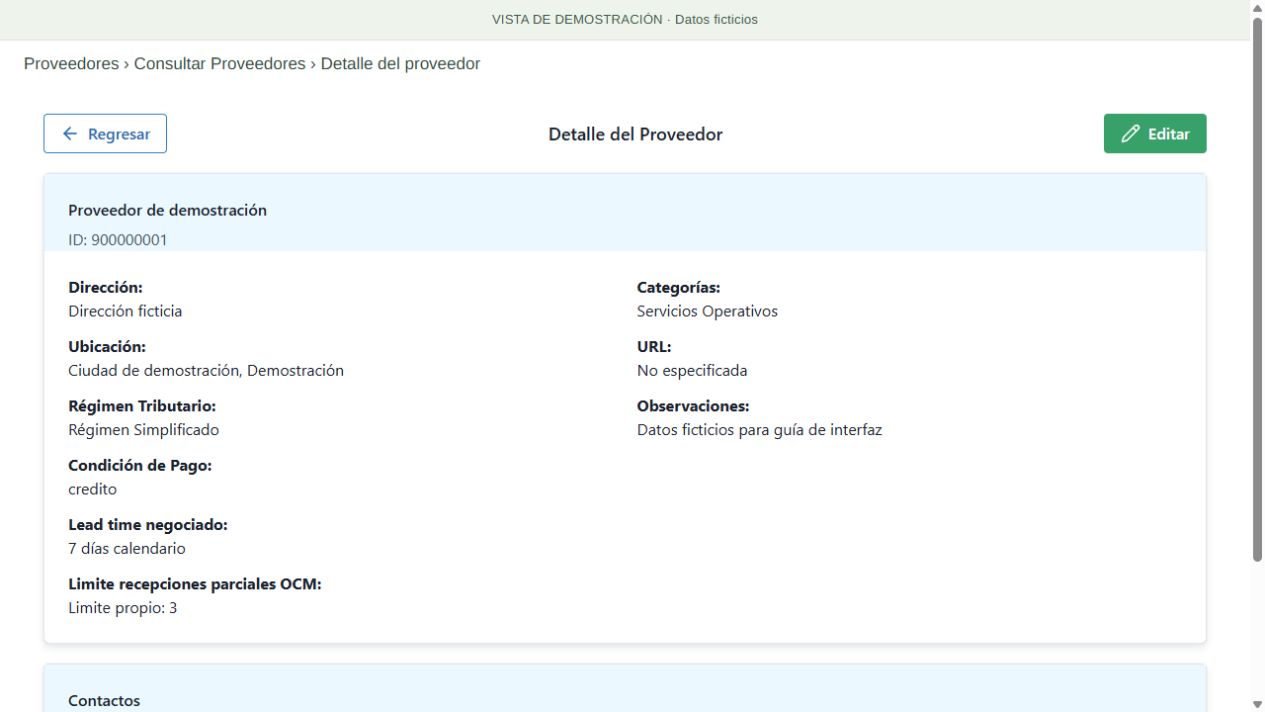 VISTA DE DEMOSTRACIÓN · Datos ficticios
Proveedores › Consultar Proveedores › Detalle del proveedor
Regresar
Detalle del Proveedor
Editar
Proveedor de demostración
ID: 900000001
Dirección:
Dirección ficticia
Ubicación:
Ciudad de demostración, Demostración
Régimen Tributario:
Régimen Simplificado
Condición de Pago:
credito
Lead time negociado:
7 días calendario
Limite recepciones parciales OCM:
Limite propio: 3
Categorías:
Servicios Operativos
URL:
No especificada
Observaciones:
Datos ficticios para guía de interfaz
Contactos